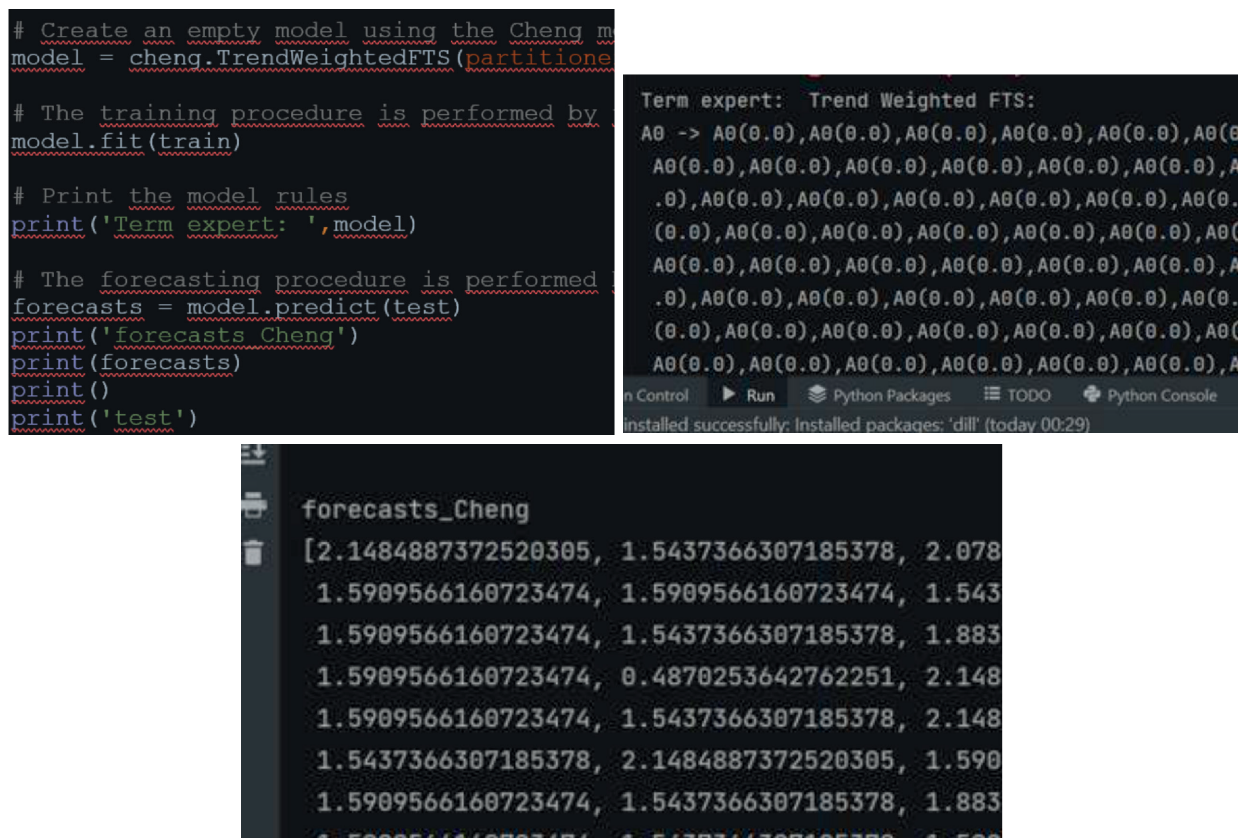 # Create an empty model using the Cheng
model = cheng.TrendWeightedFTS(partitione
# The training procedure is performed by
model.fit(train)
# Print the model rules
print('Term expert: ',model)
# The forecasting procedure is performed
forecasts = model.predict(test)
print('forecasts_Cheng')
print(forecasts)
print()
print('test')
Term expert:  Trend Weighted FTS:
A0 -> A0(0.0),A0(0.0),A0(0.0),A0(0.0),A0(0.0),A0(0
A0(0.0),A0(0.0),A0(0.0),A0(0.0),A0(0.0),A0(0.0),A
.0),A0(0.0),A0(0.0),A0(0.0),A0(0.0),A0(0.0),A0(0.
(0.0),A0(0.0),A0(0.0),A0(0.0),A0(0.0),A0(0.0),A0(
A0(0.0),A0(0.0),A0(0.0),A0(0.0),A0(0.0),A0(0.0),A
.0),A0(0.0),A0(0.0),A0(0.0),A0(0.0),A0(0.0),A0(0.
(0.0),A0(0.0),A0(0.0),A0(0.0),A0(0.0),A0(0.0),A0(
A0(0.0),A0(0.0),A0(0.0),A0(0.0),A0(0.0),A0(0.0),A
n Control Run Python Packages TODO Python Console
installed successfully: Installed packages: 'dill' (today 00:29)
forecasts_Cheng
[2.1484887372520305, 1.5437366307185378, 2.078
1.5909566160723474, 1.5909566160723474, 1.543
1.5909566160723474, 1.5437366307185378, 1.883
1.5909566160723474, 0.4870253642762251, 2.148
1.5909566160723474, 1.5437366307185378, 2.148
1.5437366307185378, 2.1484887372520305, 1.590
1.5909566160723474, 1.5437366307185378, 1.883